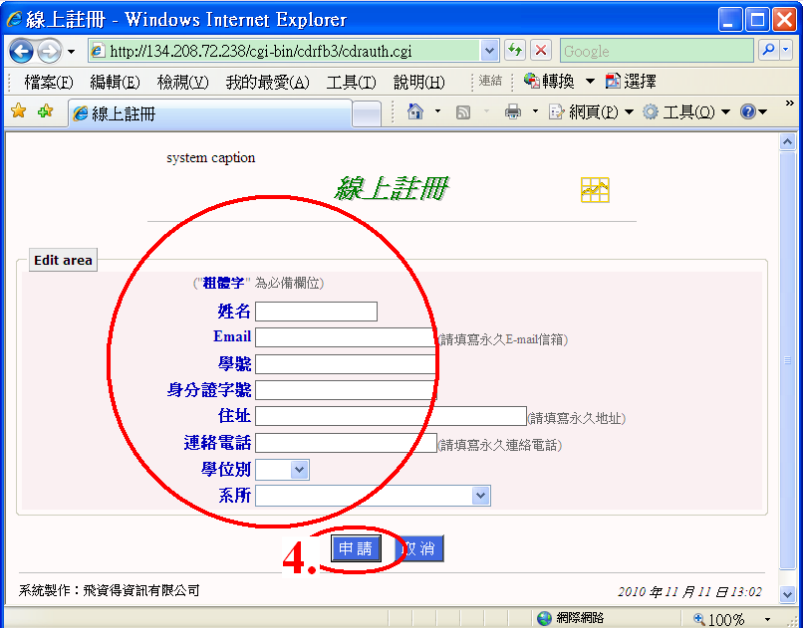 線上註冊 - Windows Internet Explorer
http://134.208.72.238/cgi-bin/cdrfb3/cdrauth.cgi
Google
檔案(F) 編輯(E) 檢視(V) 我的最愛(A) 工具(T) 說明(H) 連結 轉換 選擇
線上註冊 網頁(P) 工具(O) »
system caption
線上註冊
Edit area
("粗體字" 為必備欄位)
姓名
Email (請填寫永久E-mail信箱)
學號
身分證字號
住址 (請填寫永久地址)
連絡電話 (請填寫永久連絡電話)
學位別
系所
4. 申請 取消
系統製作：飛資得資訊有限公司 2010 年 11 月 11 日 13:02
網際網路 100%